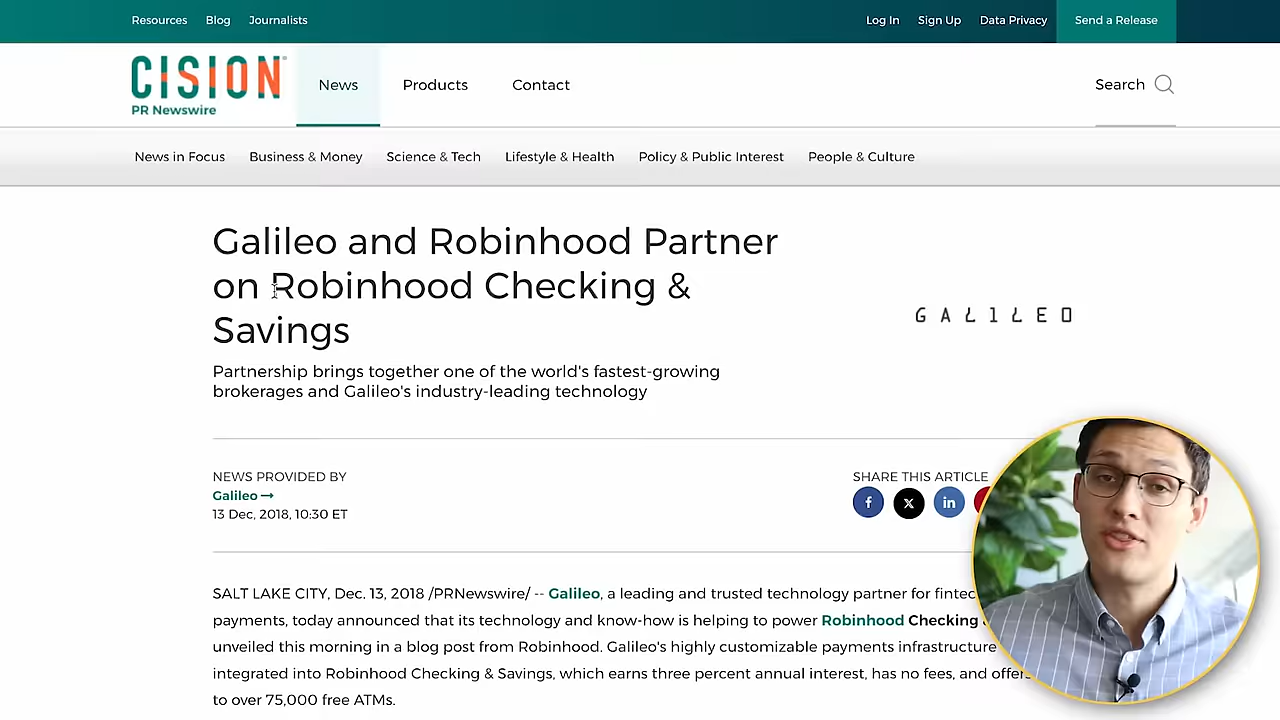 Resources Blog Journalists Log In Sign Up Data Privacy Send a Release
CISION
PR Newswire
News Products Contact Search
News in Focus Business & Money Science & Tech Lifestyle & Health Policy & Public Interest People & Culture
Galileo and Robinhood Partner
on Robinhood Checking &
Savings
GALILEO
Partnership brings together one of the world's fastest-growing
brokerages and Galileo's industry-leading technology
NEWS PROVIDED BY
Galileo
13 Dec, 2018, 10:30 ET
SHARE THIS ARTICLE
SALT LAKE CITY, Dec. 13, 2018 /PRNewswire/ -- Galileo, a leading and trusted technology partner for
payments, today announced that its technology and know-how is helping to power Robinhood Checking
unveiled this morning in a blog post from Robinhood. Galileo's highly customizable payments infrastructure
integrated into Robinhood Checking & Savings, which earns three percent annual interest, has no fees, and
to over 75,000 free ATMs.